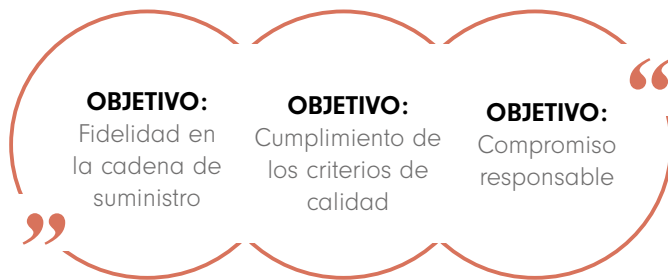 OBJETIVO:
Fidelidad en
la cadena de
suministro
OBJETIVO:
Cumplimiento de
los criterios de
calidad
OBJETIVO:
Compromiso
responsable